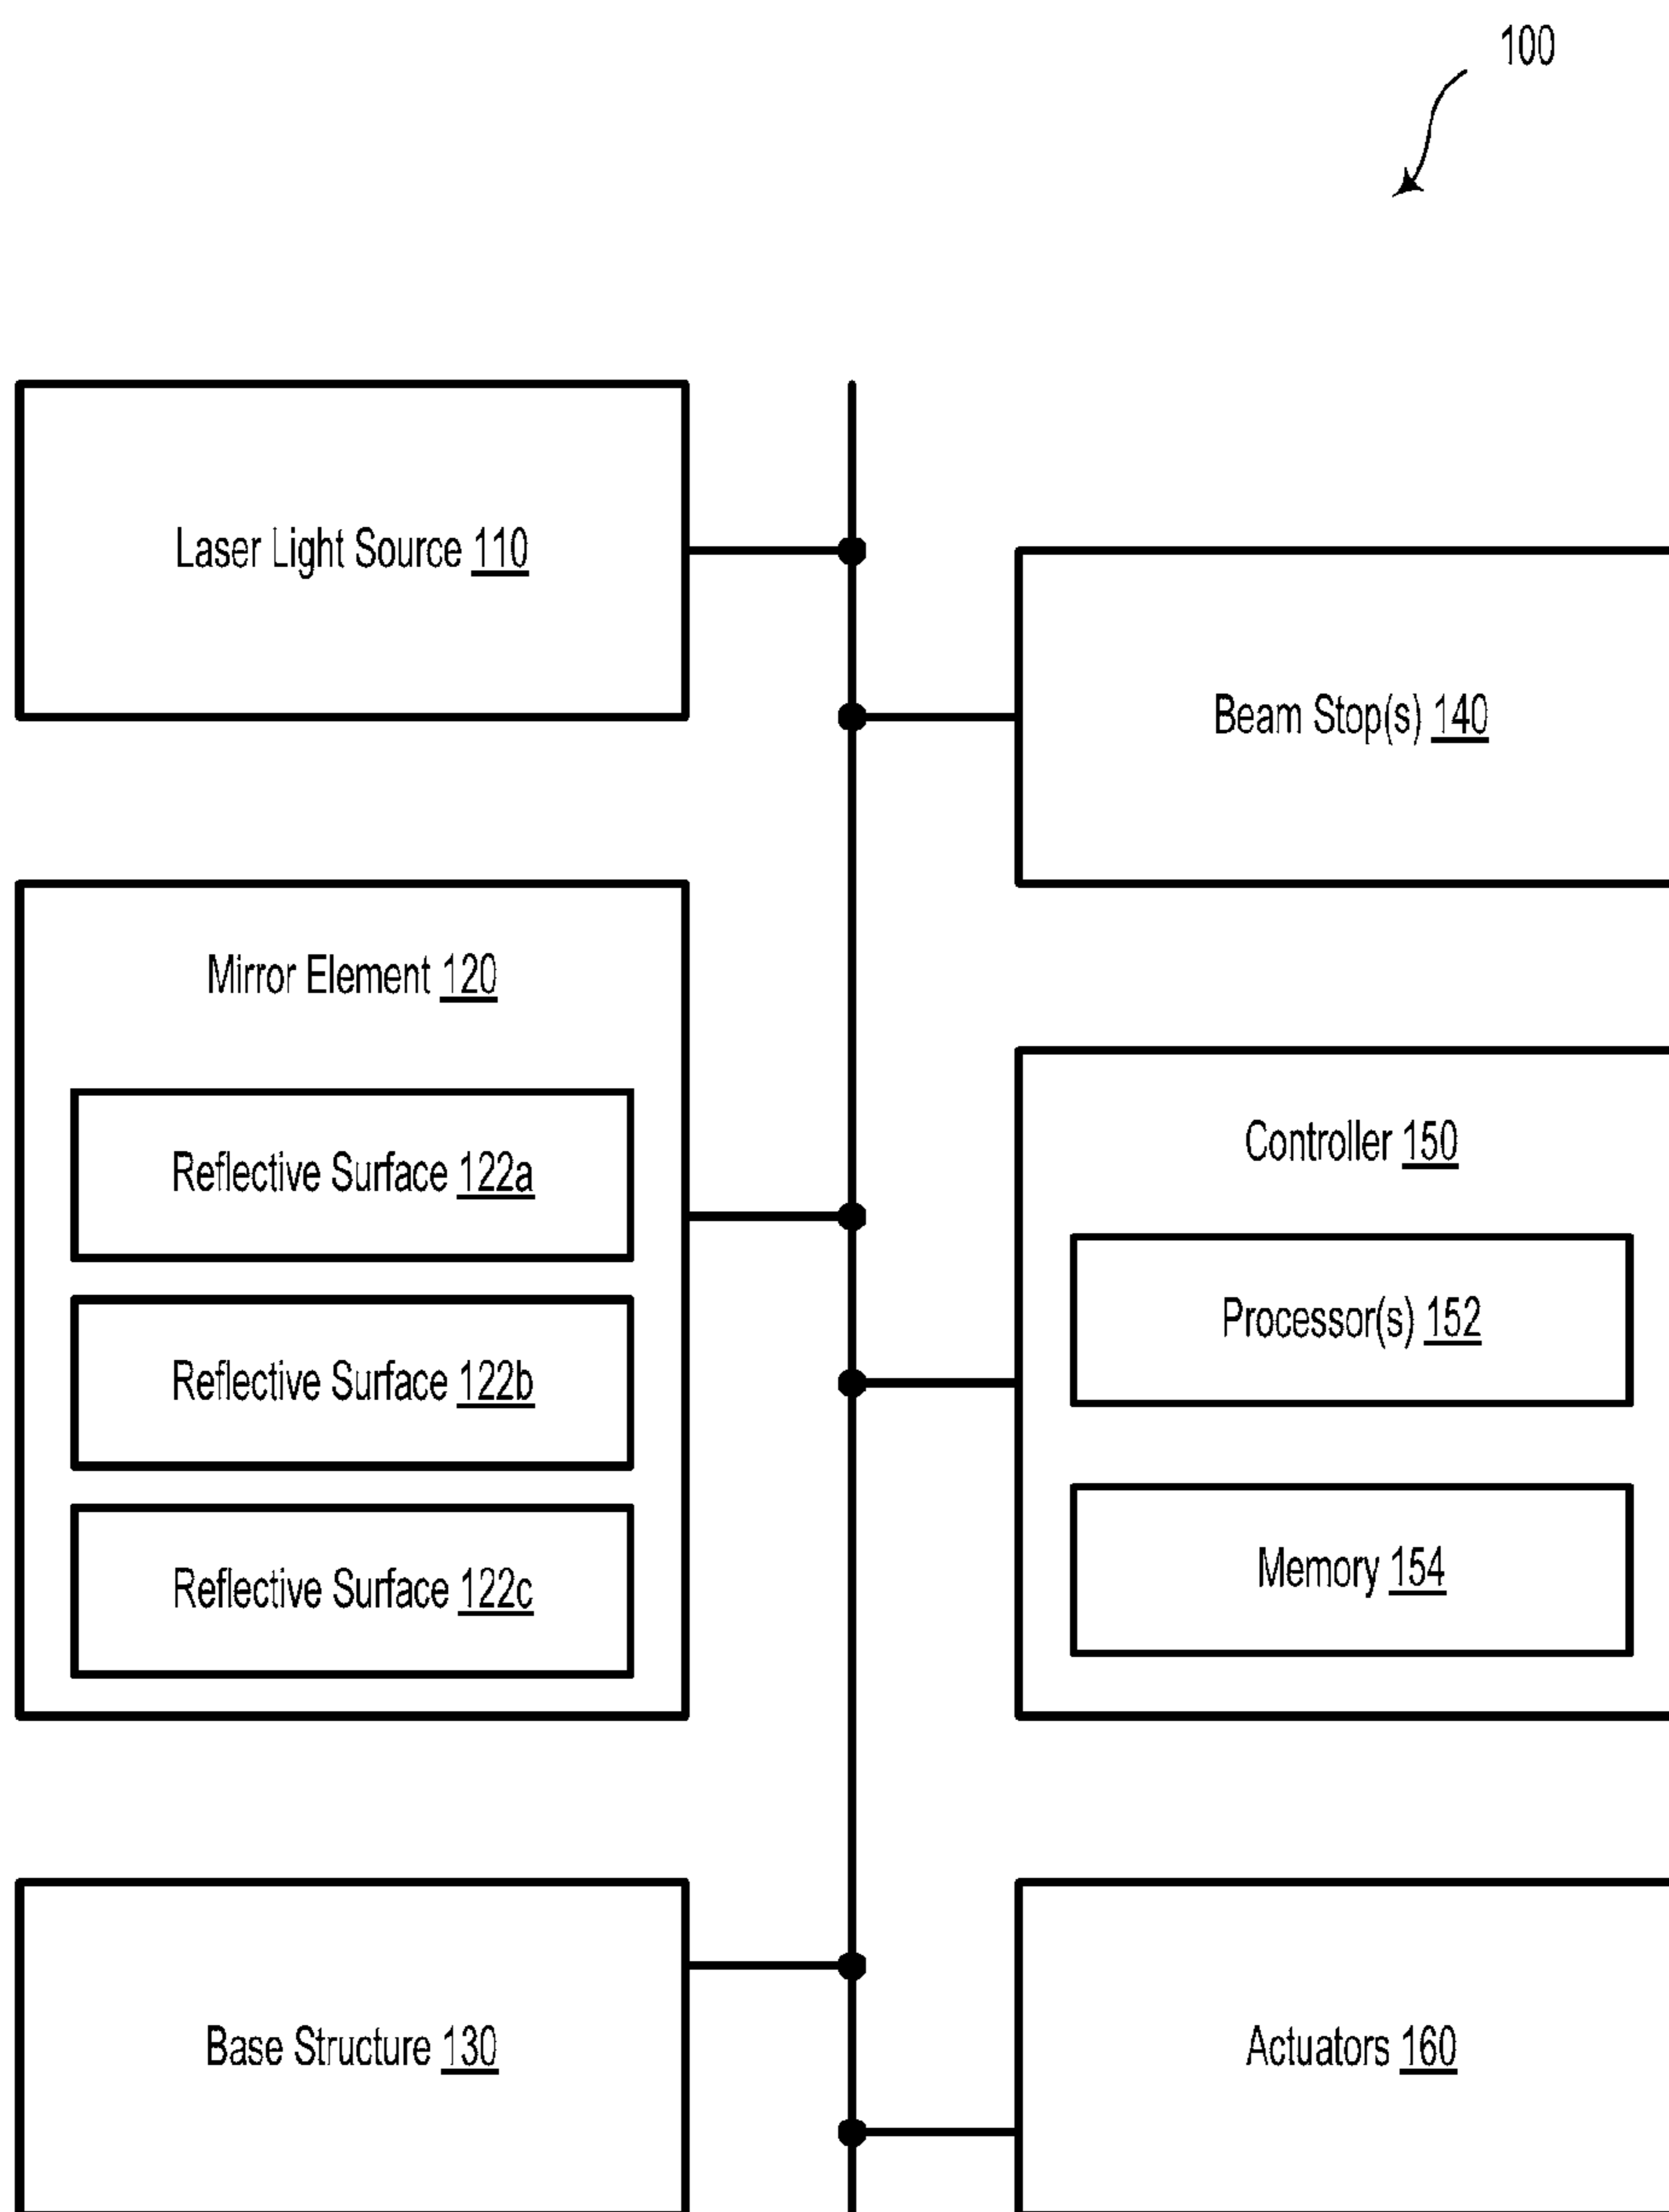 100
Laser Light Source 110
Beam Stop(s) 140
Mirror Element 120
Reflective Surface 122a
Reflective Surface 122b
Reflective Surface 122c
Controller 150
Processor(s) 152
Memory 154
Base Structure 130
Actuators 160